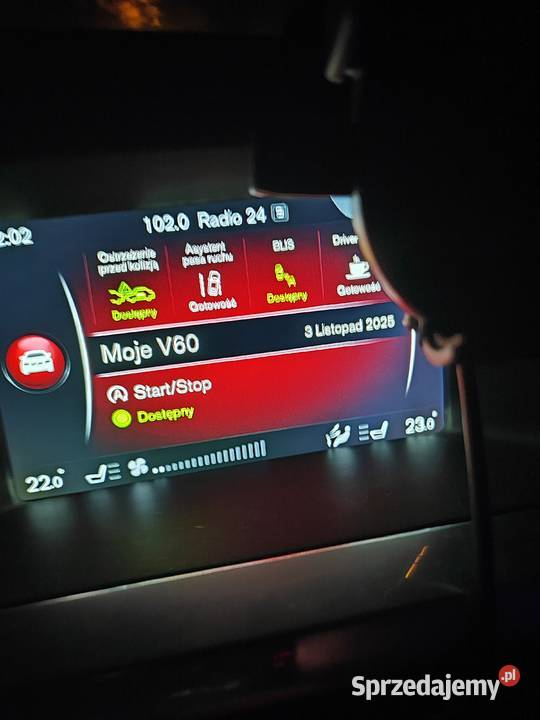 2:02
102.0 Radio 24
Ostrzeżenie przed kolizją
Dostępny
Asystent pasa ruchu
Gotowość
BLIS
Dostępny
Driver
Gotowość
Moje V60
3 Listopad 2025
Start/Stop
Dostępny
22.0°
23.0°
Sprzedajemy.pl